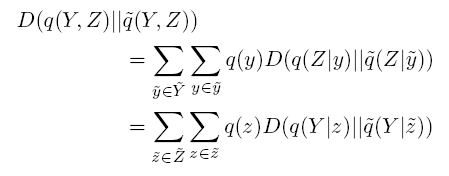 D(q(Y, Z)||q̃(Y, Z))
= ∑_{ỹ∈Ỹ} ∑_{y∈ỹ} q(y)D(q(Z|y)||q̃(Z|ỹ))
= ∑_{z̃∈Z̃} ∑_{z∈z̃} q(z)D(q(Y|z)||q̃(Y|z̃))